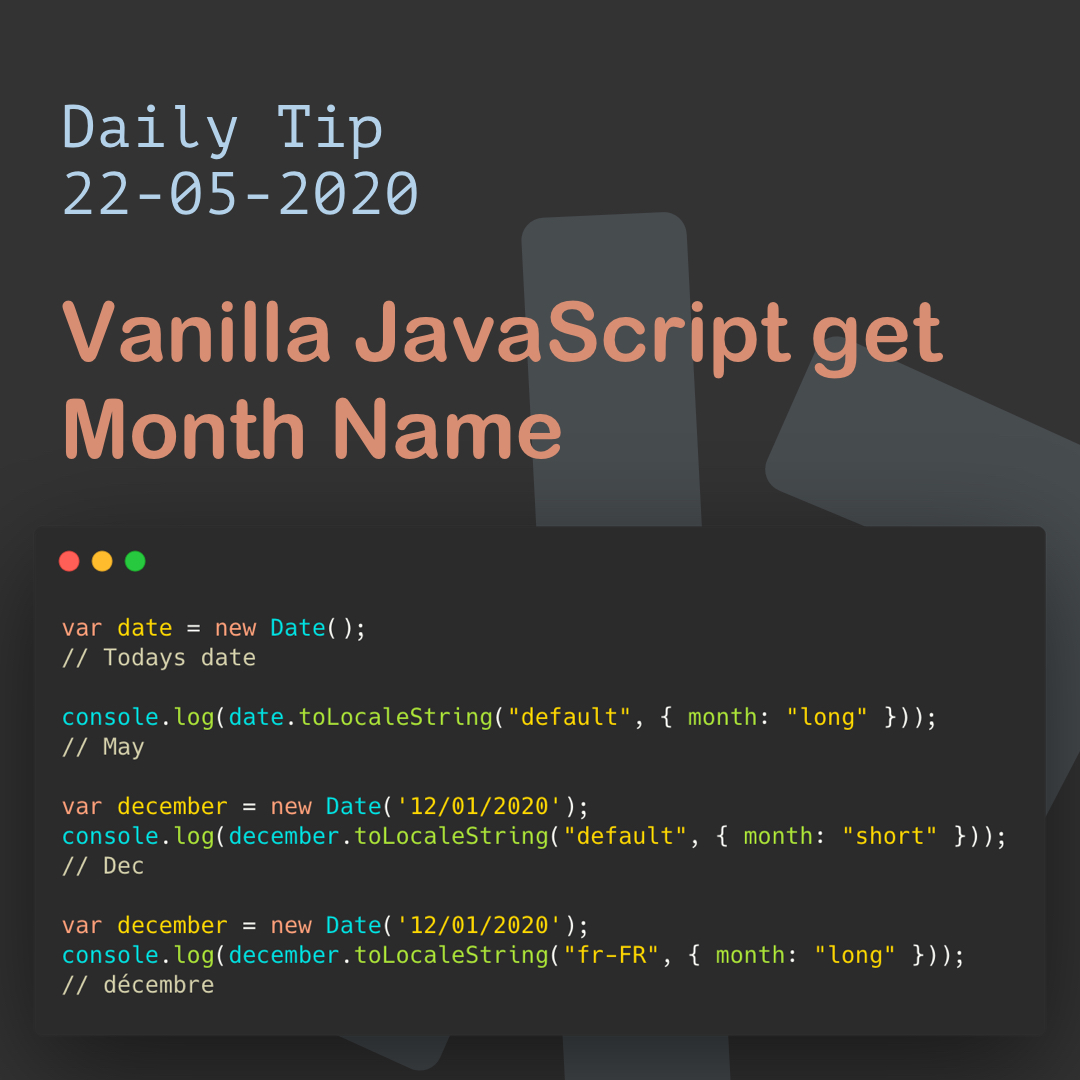 Daily Tip
22-05-2020
Vanilla JavaScript get
Month Name
var date = new Date();
// Todays date
console.log(date.toLocaleString("default", { month: "long" }));
// May
var december = new Date('12/01/2020');
console.log(december.toLocaleString("default", { month: "short" }));
// Dec
var december = new Date('12/01/2020');
console.log(december.toLocaleString("fr-FR", { month: "long" }));
// décembre